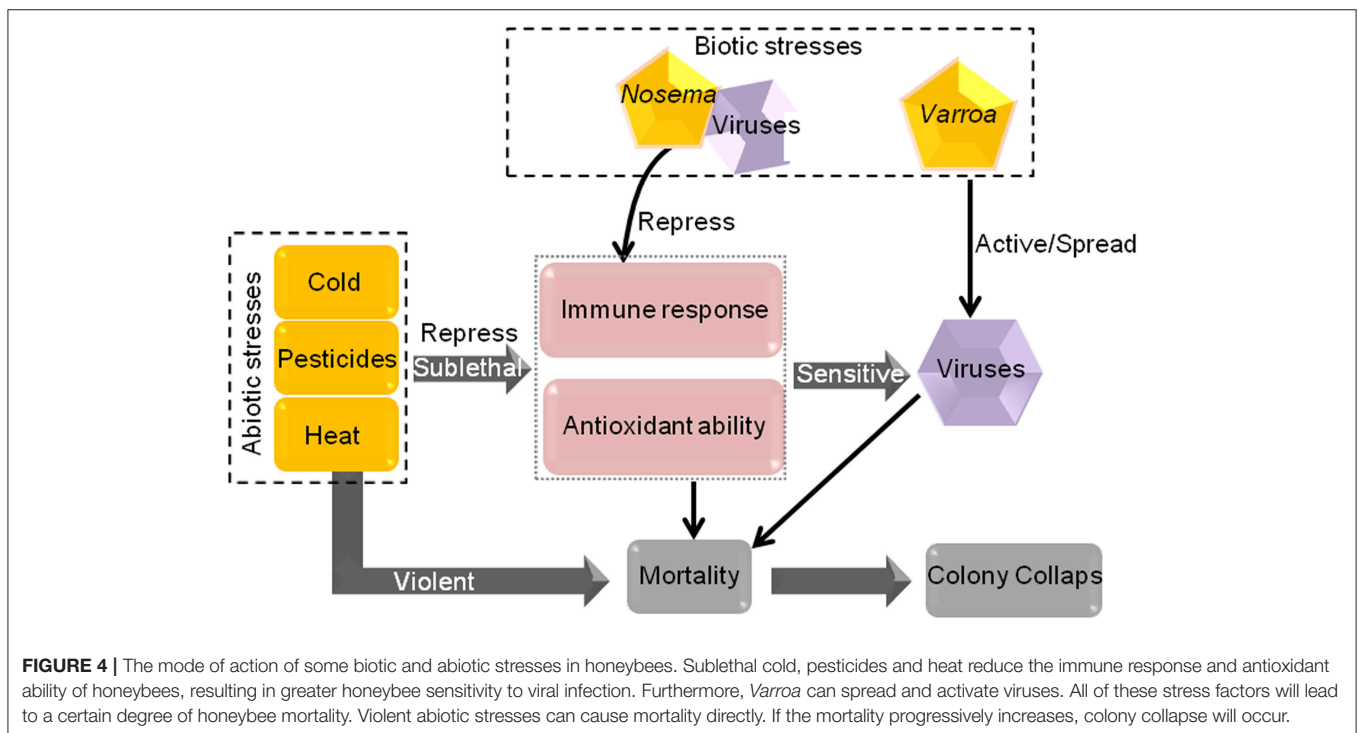 Biotic stresses
Nosema
Viruses
Varroa
Repress
Active/Spread
Abiotic stresses
Cold
Pesticides
Heat
Repress
Sublethal
Immune response
Antioxidant ability
Sensitive
Viruses
Violent
Mortality
Colony Collaps
FIGURE 4 | The mode of action of some biotic and abiotic stresses in honeybees. Sublethal cold, pesticides and heat reduce the immune response and antioxidant
ability of honeybees, resulting in greater honeybee sensitivity to viral infection. Furthermore, Varroa can spread and activate viruses. All of these stress factors will lead
to a certain degree of honeybee mortality. Violent abiotic stresses can cause mortality directly. If the mortality progressively increases, colony collapse will occur.